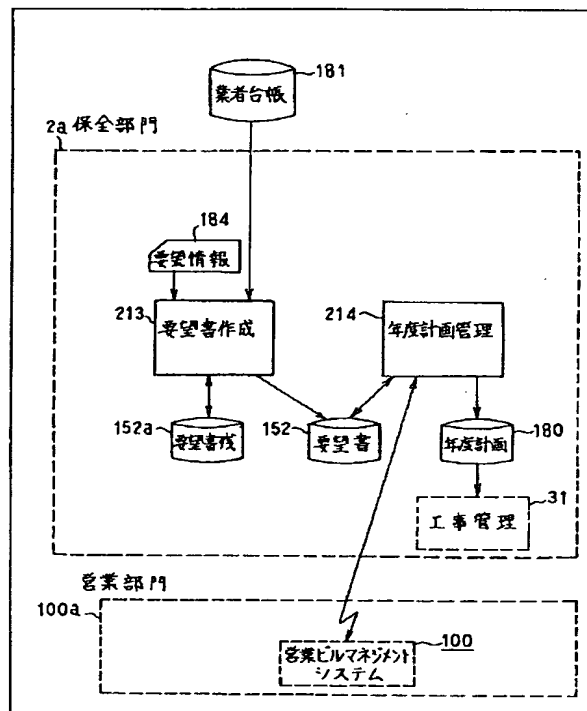 181
業者台帳
2a 保全部門
184
要望情報
213
要望書作成
214
年度計画管理
152a
要望書残
152
要望書
180
年度計画
31
工事管理
営業部門
100a
100
営業ビルマネジメント
システム